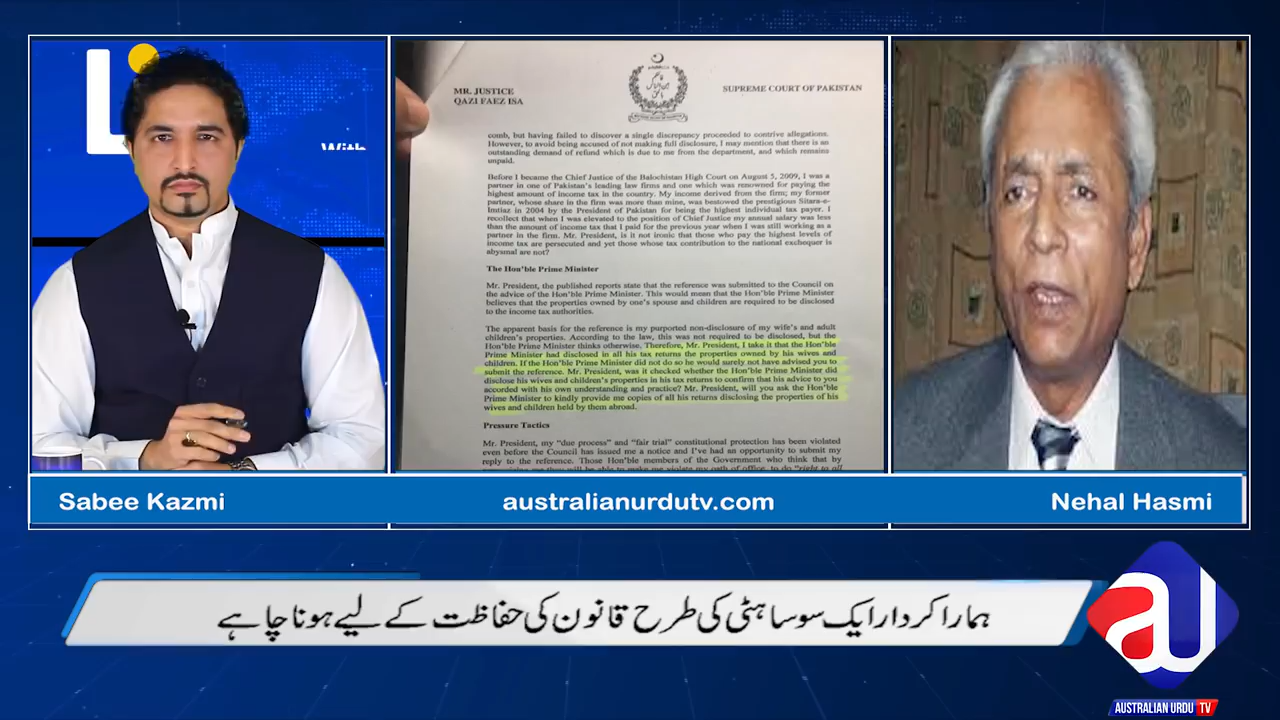 With
MR. JUSTICE
QAZI FAEZ ISA
SUPREME COURT OF PAKISTAN
comb, but having failed to discover a single discrepancy proceeded to contrive allegations.
However, to avoid being accused of not making full disclosure, I may mention that there is an
outstanding demand of refund which is due to me from the department, and which remains
unpaid.
Before I became the Chief Justice of the Balochistan High Court on August 5, 2009, I was a
partner in one of Pakistan's leading law firms and one which was renowned for paying the
highest amount of income tax in the country. My income derived from the firm; my former
partner, whose share in the firm was more than mine, was bestowed the prestigious Sitara-e-
Imtiaz in 2004 by the President of Pakistan for being the highest individual tax payer. I
recollect that when I was elevated to the position of Chief Justice my annual salary was less
than the amount of income tax that I paid for the previous year when I was still working as a
partner in the firm. Mr. President, is it not ironic that those who pay the highest levels of
income tax are persecuted and yet those whose tax contribution to the national exchequer is
abysmal are not?
The Hon'ble Prime Minister
Mr. President, the published reports state that the reference was submitted to the Council on
the advice of the Hon'ble Prime Minister. This would mean that the Hon'ble Prime Minister
believes that the properties owned by one's spouse and children are required to be disclosed
to the income tax authorities.
The apparent basis for the reference is my purported non-disclosure of my wife's and adult
children's properties. According to the law, this was not required to be disclosed, but the
Hon'ble Prime Minister thinks otherwise. Therefore, Mr. President, I take it that the Hon'ble
Prime Minister had disclosed in all his tax returns the properties owned by his wives and
children. If the Hon'ble Prime Minister did not do so he would surely not have advised you to
submit the reference. Mr. President, was it checked whether the Hon'ble Prime Minister did
disclose his wives and children's properties in his tax returns to confirm that his advice to you
accorded with his own understanding and practice? Mr. President, will you ask the Hon'ble
Prime Minister to kindly provide me copies of all his returns disclosing the properties of his
wives and children held by them abroad.
Pressure Tactics
Mr. President, my "due process" and "fair trial" constitutional protection has been violated
even before the Council has issued me a notice and I've had an opportunity to submit my
reply to the reference. Those Hon'ble members of the Government who think that by
Sabee Kazmi
australianurdutv.com
Nehal Hasmi
ہمارا کردار ایک سوساہٹی کی طرح قانون کی حفاظت کے لیے ہونا چاہے
AUSTRALIAN URDU TV